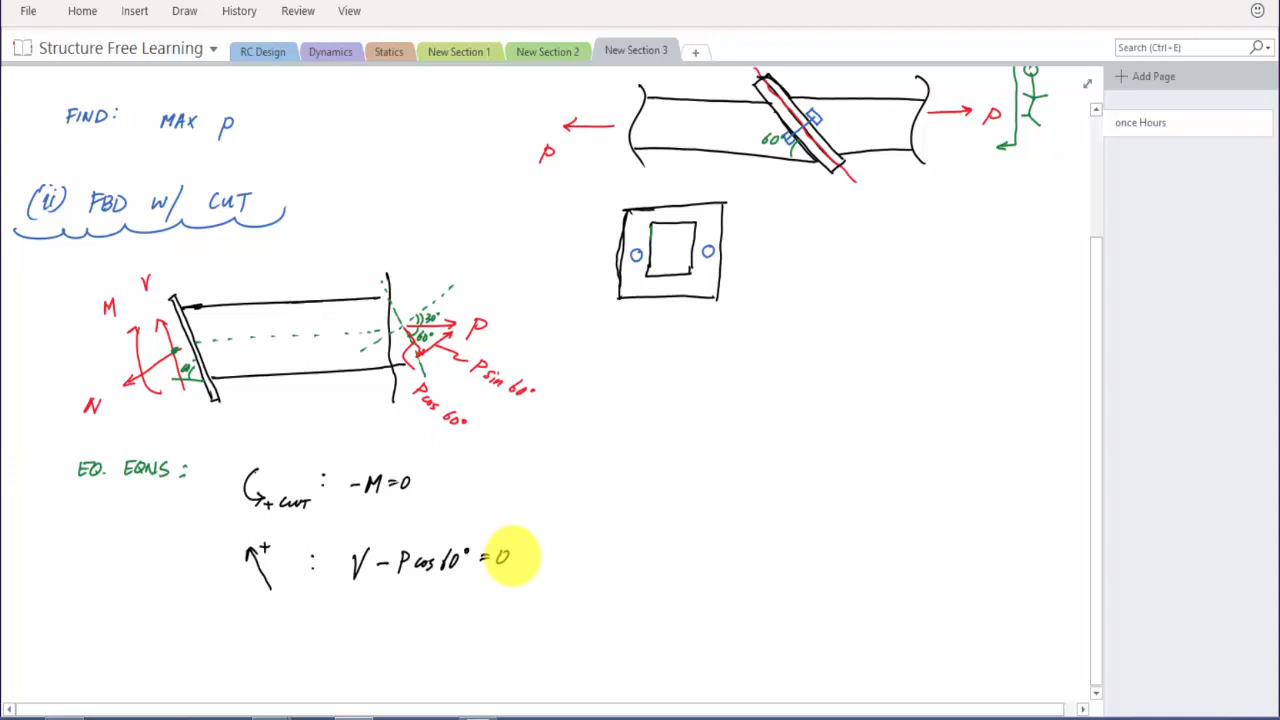 File Home Insert Draw History Review View
Structure Free Learning RC Design Dynamics Statics New Section 1 New Section 2 New Section 3 + Search (Ctrl+E)
Add Page
once Hours
FIND: MAX P
P
P
60°
(ii) FBD W/ CUT
M
V
N
30°
60°
P
P sin 60°
P cos 60°
EQ. EQNS:
+ CUT : -M=0
+ : V - P cos 60° = 0